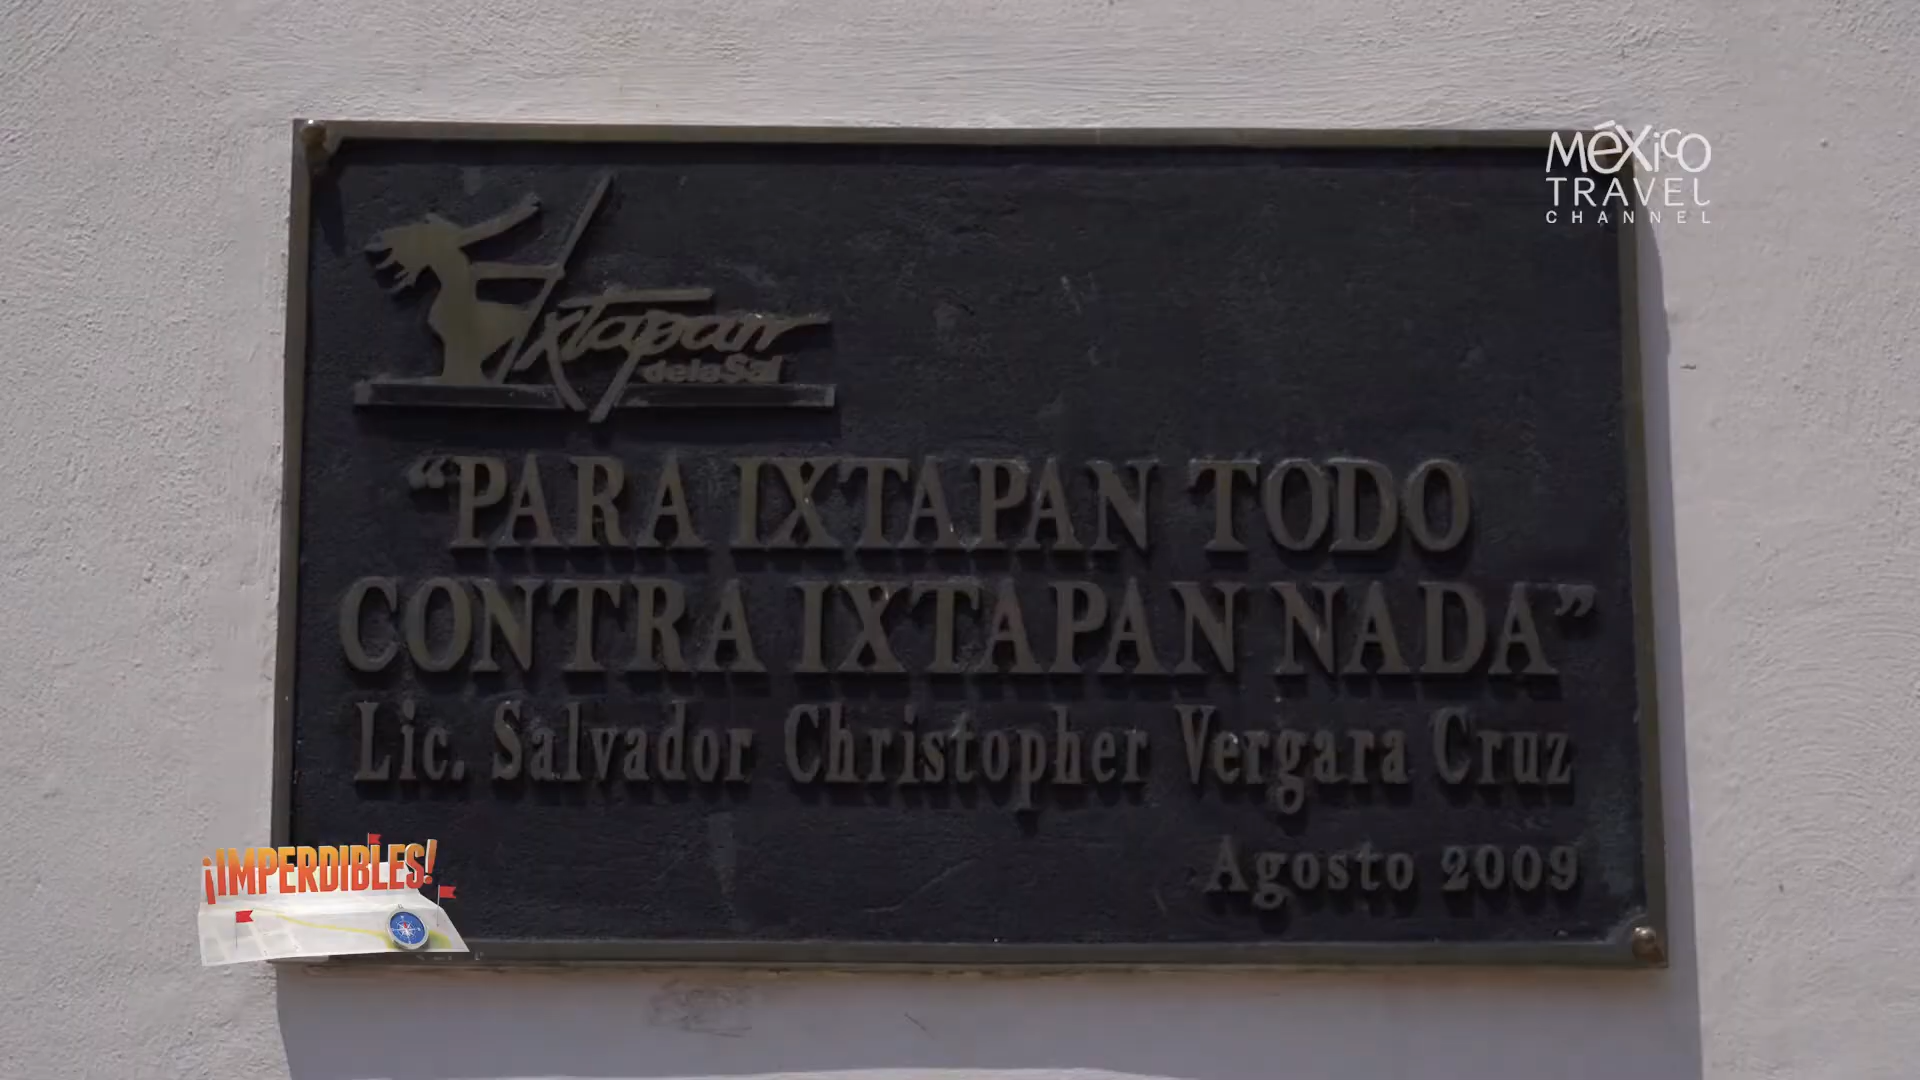 MéXico
TRAVEL
CHANNEL
Ixtapan
delaSal
“PARA IXTAPAN TODO
CONTRA IXTAPAN NADA”
Lic. Salvador Christopher Vergara Cruz
Agosto 2009
¡IMPERDIBLES!